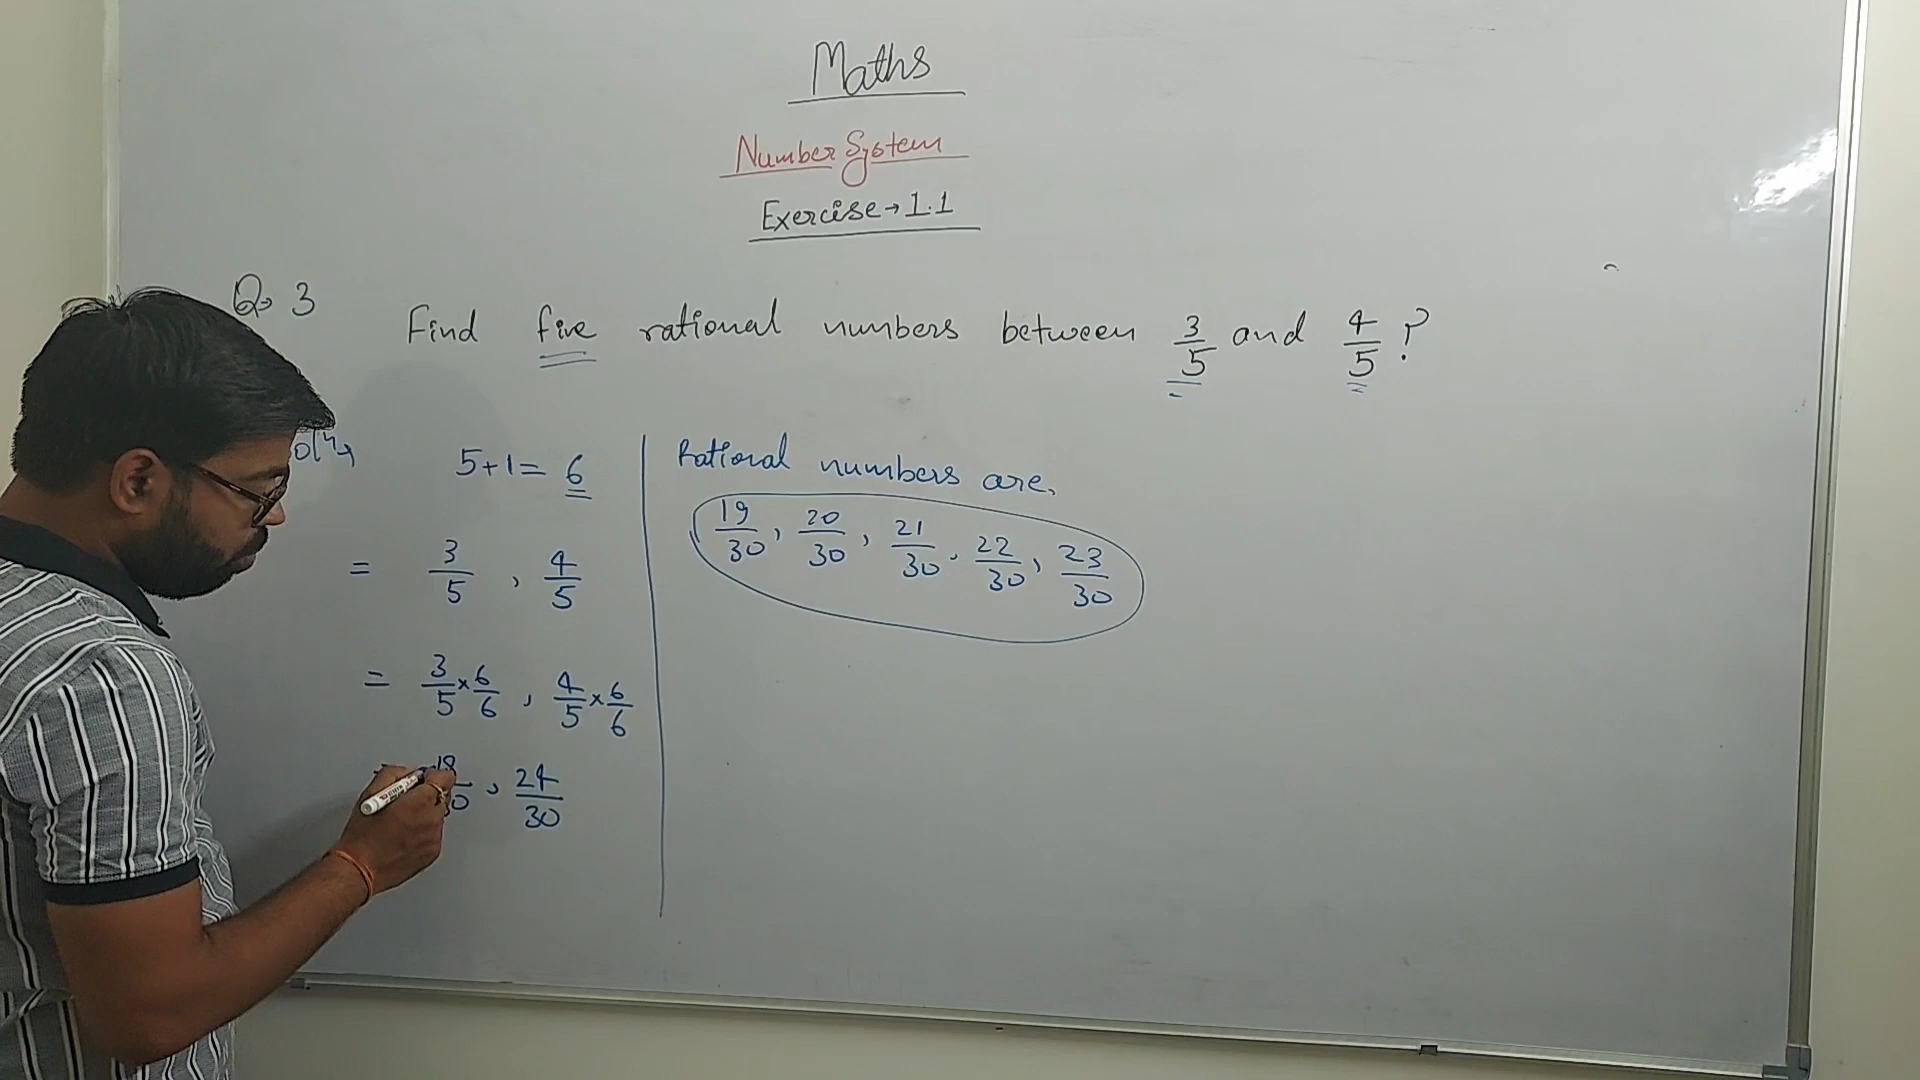 Maths
Number System
Exercise → 1.1
Q→ 3 Find five rational numbers between 3/5 and 4/5 ?
5+1= 6
= 3/5 , 4/5
= 3/5 × 6/6 , 4/5 × 6/6
18/30 , 24/30
Rational numbers are,
19/30 , 20/30 , 21/30 , 22/30 , 23/30